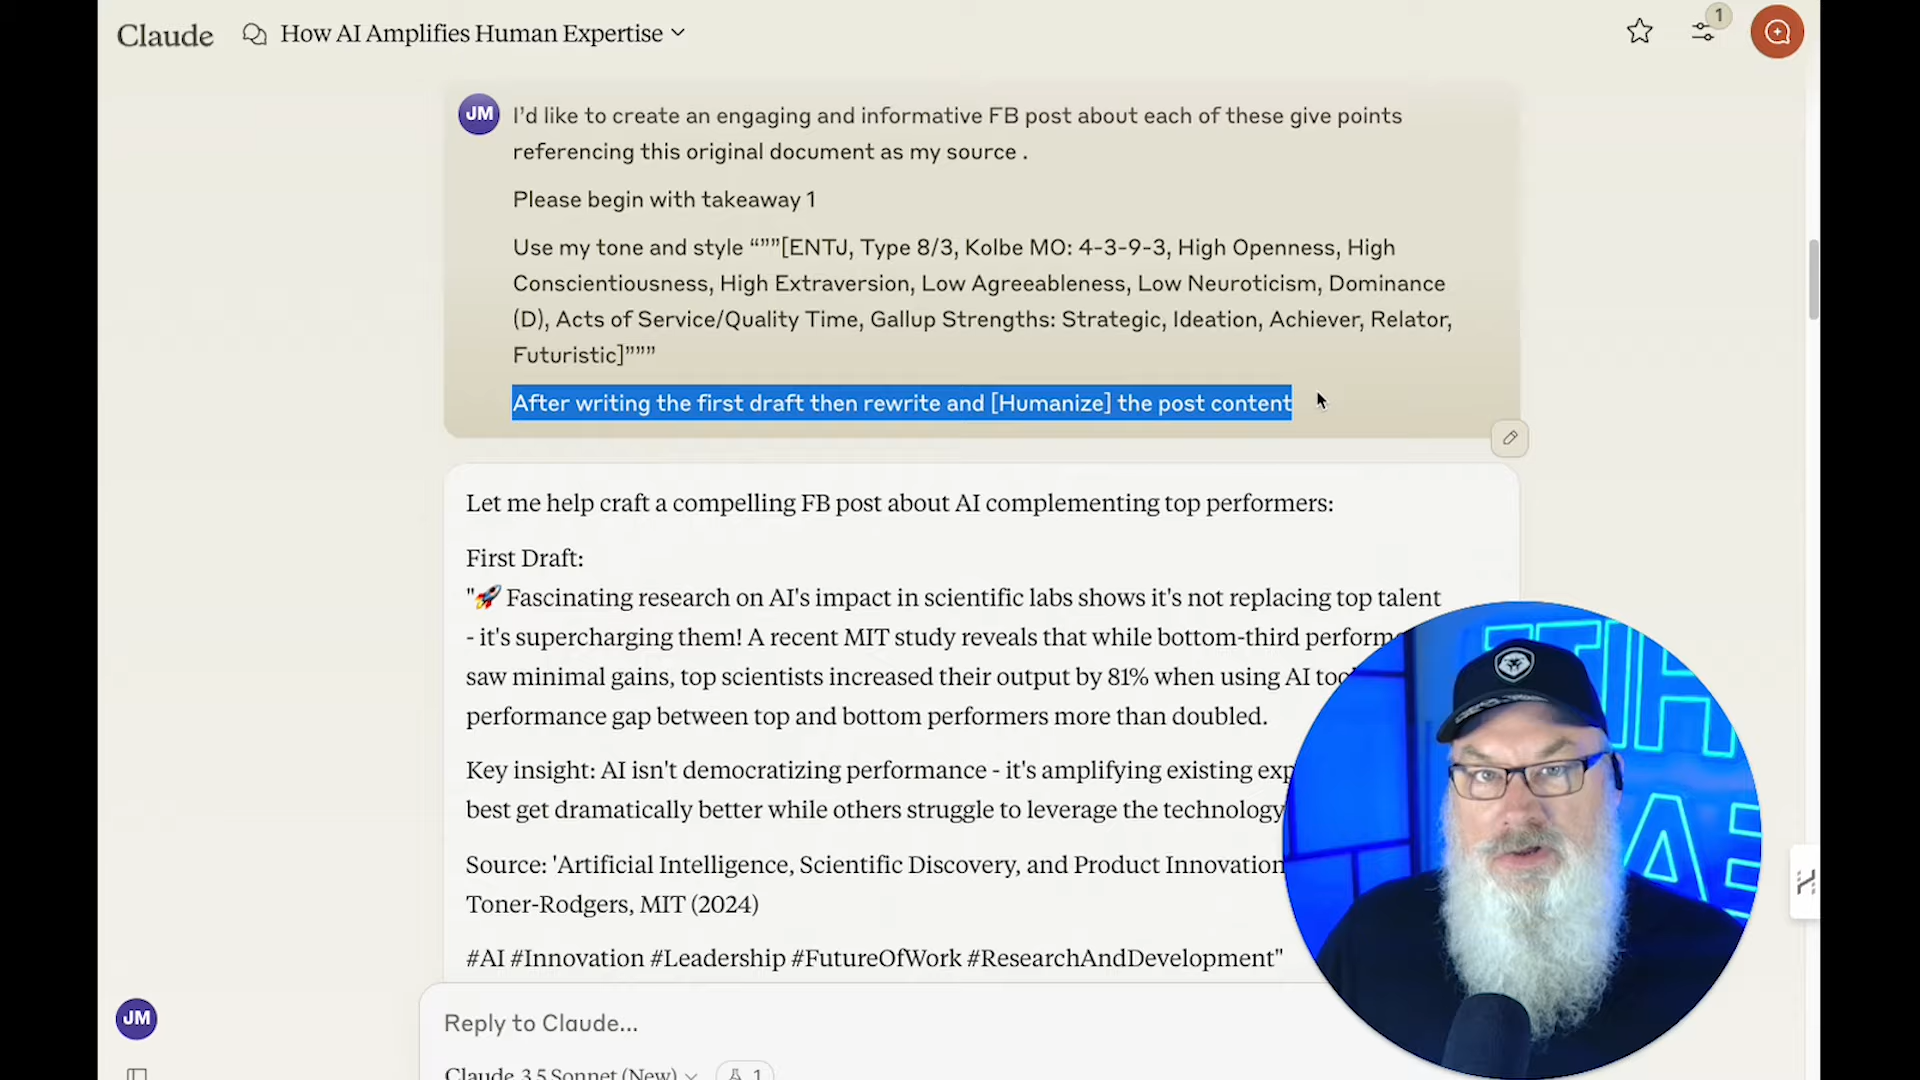 Claude How AI Amplifies Human Expertise 1
JM I'd like to create an engaging and informative FB post about each of these give points
referencing this original document as my source .
Please begin with takeaway 1
Use my tone and style “””[ENTJ, Type 8/3, Kolbe MO: 4-3-9-3, High Openness, High
Conscientiousness, High Extraversion, Low Agreeableness, Low Neuroticism, Dominance
(D), Acts of Service/Quality Time, Gallup Strengths: Strategic, Ideation, Achiever, Relator,
Futuristic]”””
After writing the first draft then rewrite and [Humanize] the post content
Let me help craft a compelling FB post about AI complementing top performers:
First Draft:
"🚀 Fascinating research on AI's impact in scientific labs shows it's not replacing top talent
- it's supercharging them! A recent MIT study reveals that while bottom-third
saw minimal gains, top scientists increased their output by 81% when using AI
performance gap between top and bottom performers more than doubled.
Key insight: AI isn't democratizing performance - it's amplifying existing
best get dramatically better while others struggle to leverage the technology
Source: 'Artificial Intelligence, Scientific Discovery, and Product Innovation
Toner-Rodgers, MIT (2024)
#AI #Innovation #Leadership #FutureOfWork #ResearchAndDevelopment"
JM
Reply to Claude...
Claude 3.5 Sonnet (New) 1